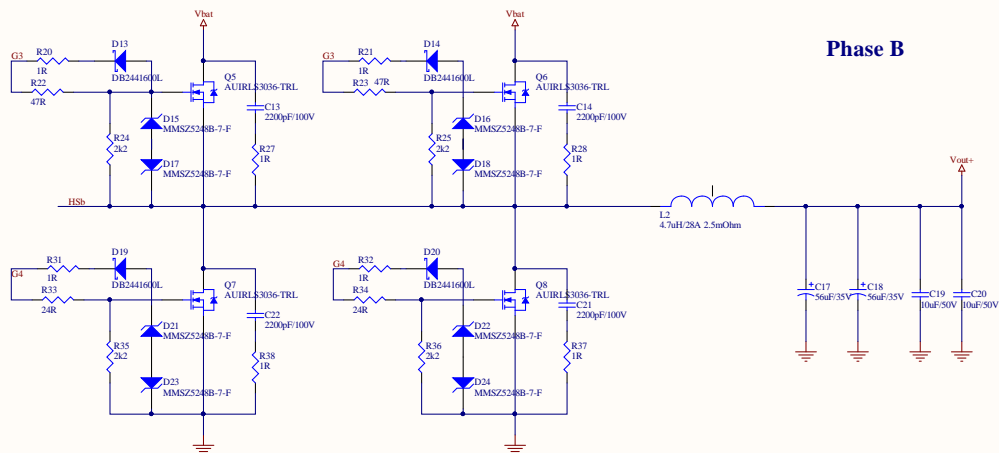 Vbat
Vbat
Phase B
D13
D14
G3
R20
1R
DB2441600L
G3
R21
1R
DB2441600L
R22
47R
R23
47R
Q5
AUIRLS3036-TRL
Q6
AUIRLS3036-TRL
C13
2200pF/100V
C14
2200pF/100V
D15
MMSZ5248B-7-F
D16
MMSZ5248B-7-F
R24
2k2
R25
2k2
D17
MMSZ5248B-7-F
D18
MMSZ5248B-7-F
R27
1R
R28
1R
Vout+
HSb
L2
4.7uH/28A 2.5mOhm
D19
D20
G4
R31
1R
DB2441600L
G4
R32
1R
DB2441600L
R33
24R
R34
24R
Q7
AUIRLS3036-TRL
Q8
AUIRLS3036-TRL
C22
2200pF/100V
C21
2200pF/100V
C17
56uF/35V
C18
56uF/35V
C19
10uF/50V
C20
10uF/50V
D21
MMSZ5248B-7-F
D22
MMSZ5248B-7-F
R35
2k2
R36
2k2
D23
MMSZ5248B-7-F
D24
MMSZ5248B-7-F
R38
1R
R37
1R